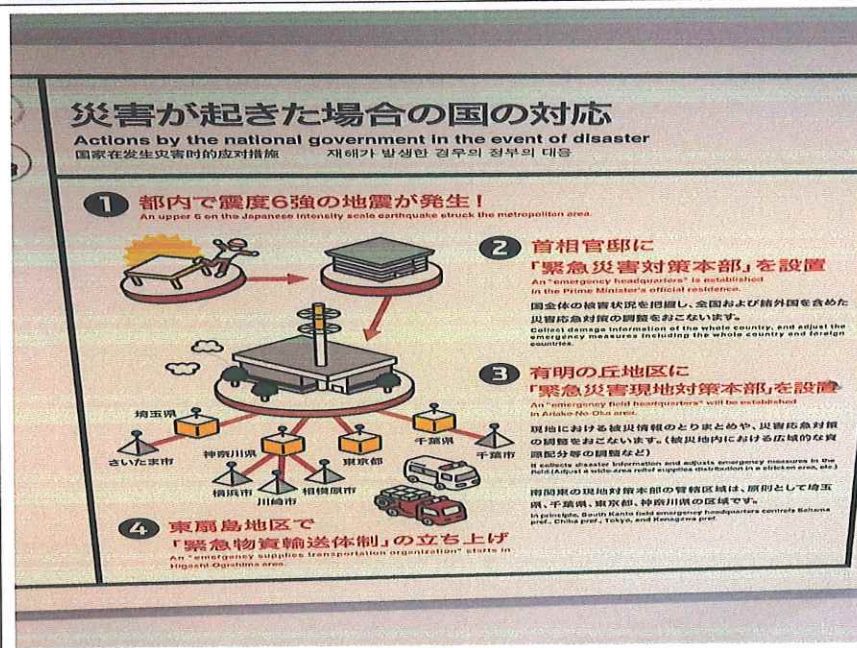 災害が起きた場合の国の対応
Actions by the national government in the event of disaster
国家在发生灾害时的应对措施 재해가 발생한 경우의 정부의 대응
1 都内で震度6強の地震が発生!
An upper 6 on the Japanese intensity scale earthquake struck the metropolitan area.
2 首相官邸に
「緊急災害対策本部」を設置
An "emergency headquarters" is established
in the Prime Minister's official residence.
国全体の被害状況を把握し、全国および諸外国を含めた
災害応急対策の調整をおこないます。
Collect damage information of the whole country, and adjust the
emergency measures including the whole country and foreign
countries.
3 有明の丘地区に
「緊急災害現地対策本部」を設置
An "emergency field headquarters" will be established
in Ariake-No-Oka area.
現地における被災情報のとりまとめや、災害応急対策
の調整をおこないます。(被災地内における広域的な資
源配分等の調整など)
It collects disaster information and adjusts emergency measures in the
field.(Adjust a wide-area relief supplies distribution in a stricken area, etc.)
南関東の現地対策本部の管轄区域は、原則として埼玉
県、千葉県、東京都、神奈川県の区域です。
In principle, South Kanto field emergency headquarters controls Saitama
pref., Chiba pref., Tokyo, and Kanagawa pref.
埼玉県
さいたま市
神奈川県
横浜市
川崎市
相模原市
東京都
千葉県
千葉市
4 東扇島地区で
「緊急物資輸送体制」の立ち上げ
An "emergency supplies transportation organization" starts in
Higashi-Ogishima area.